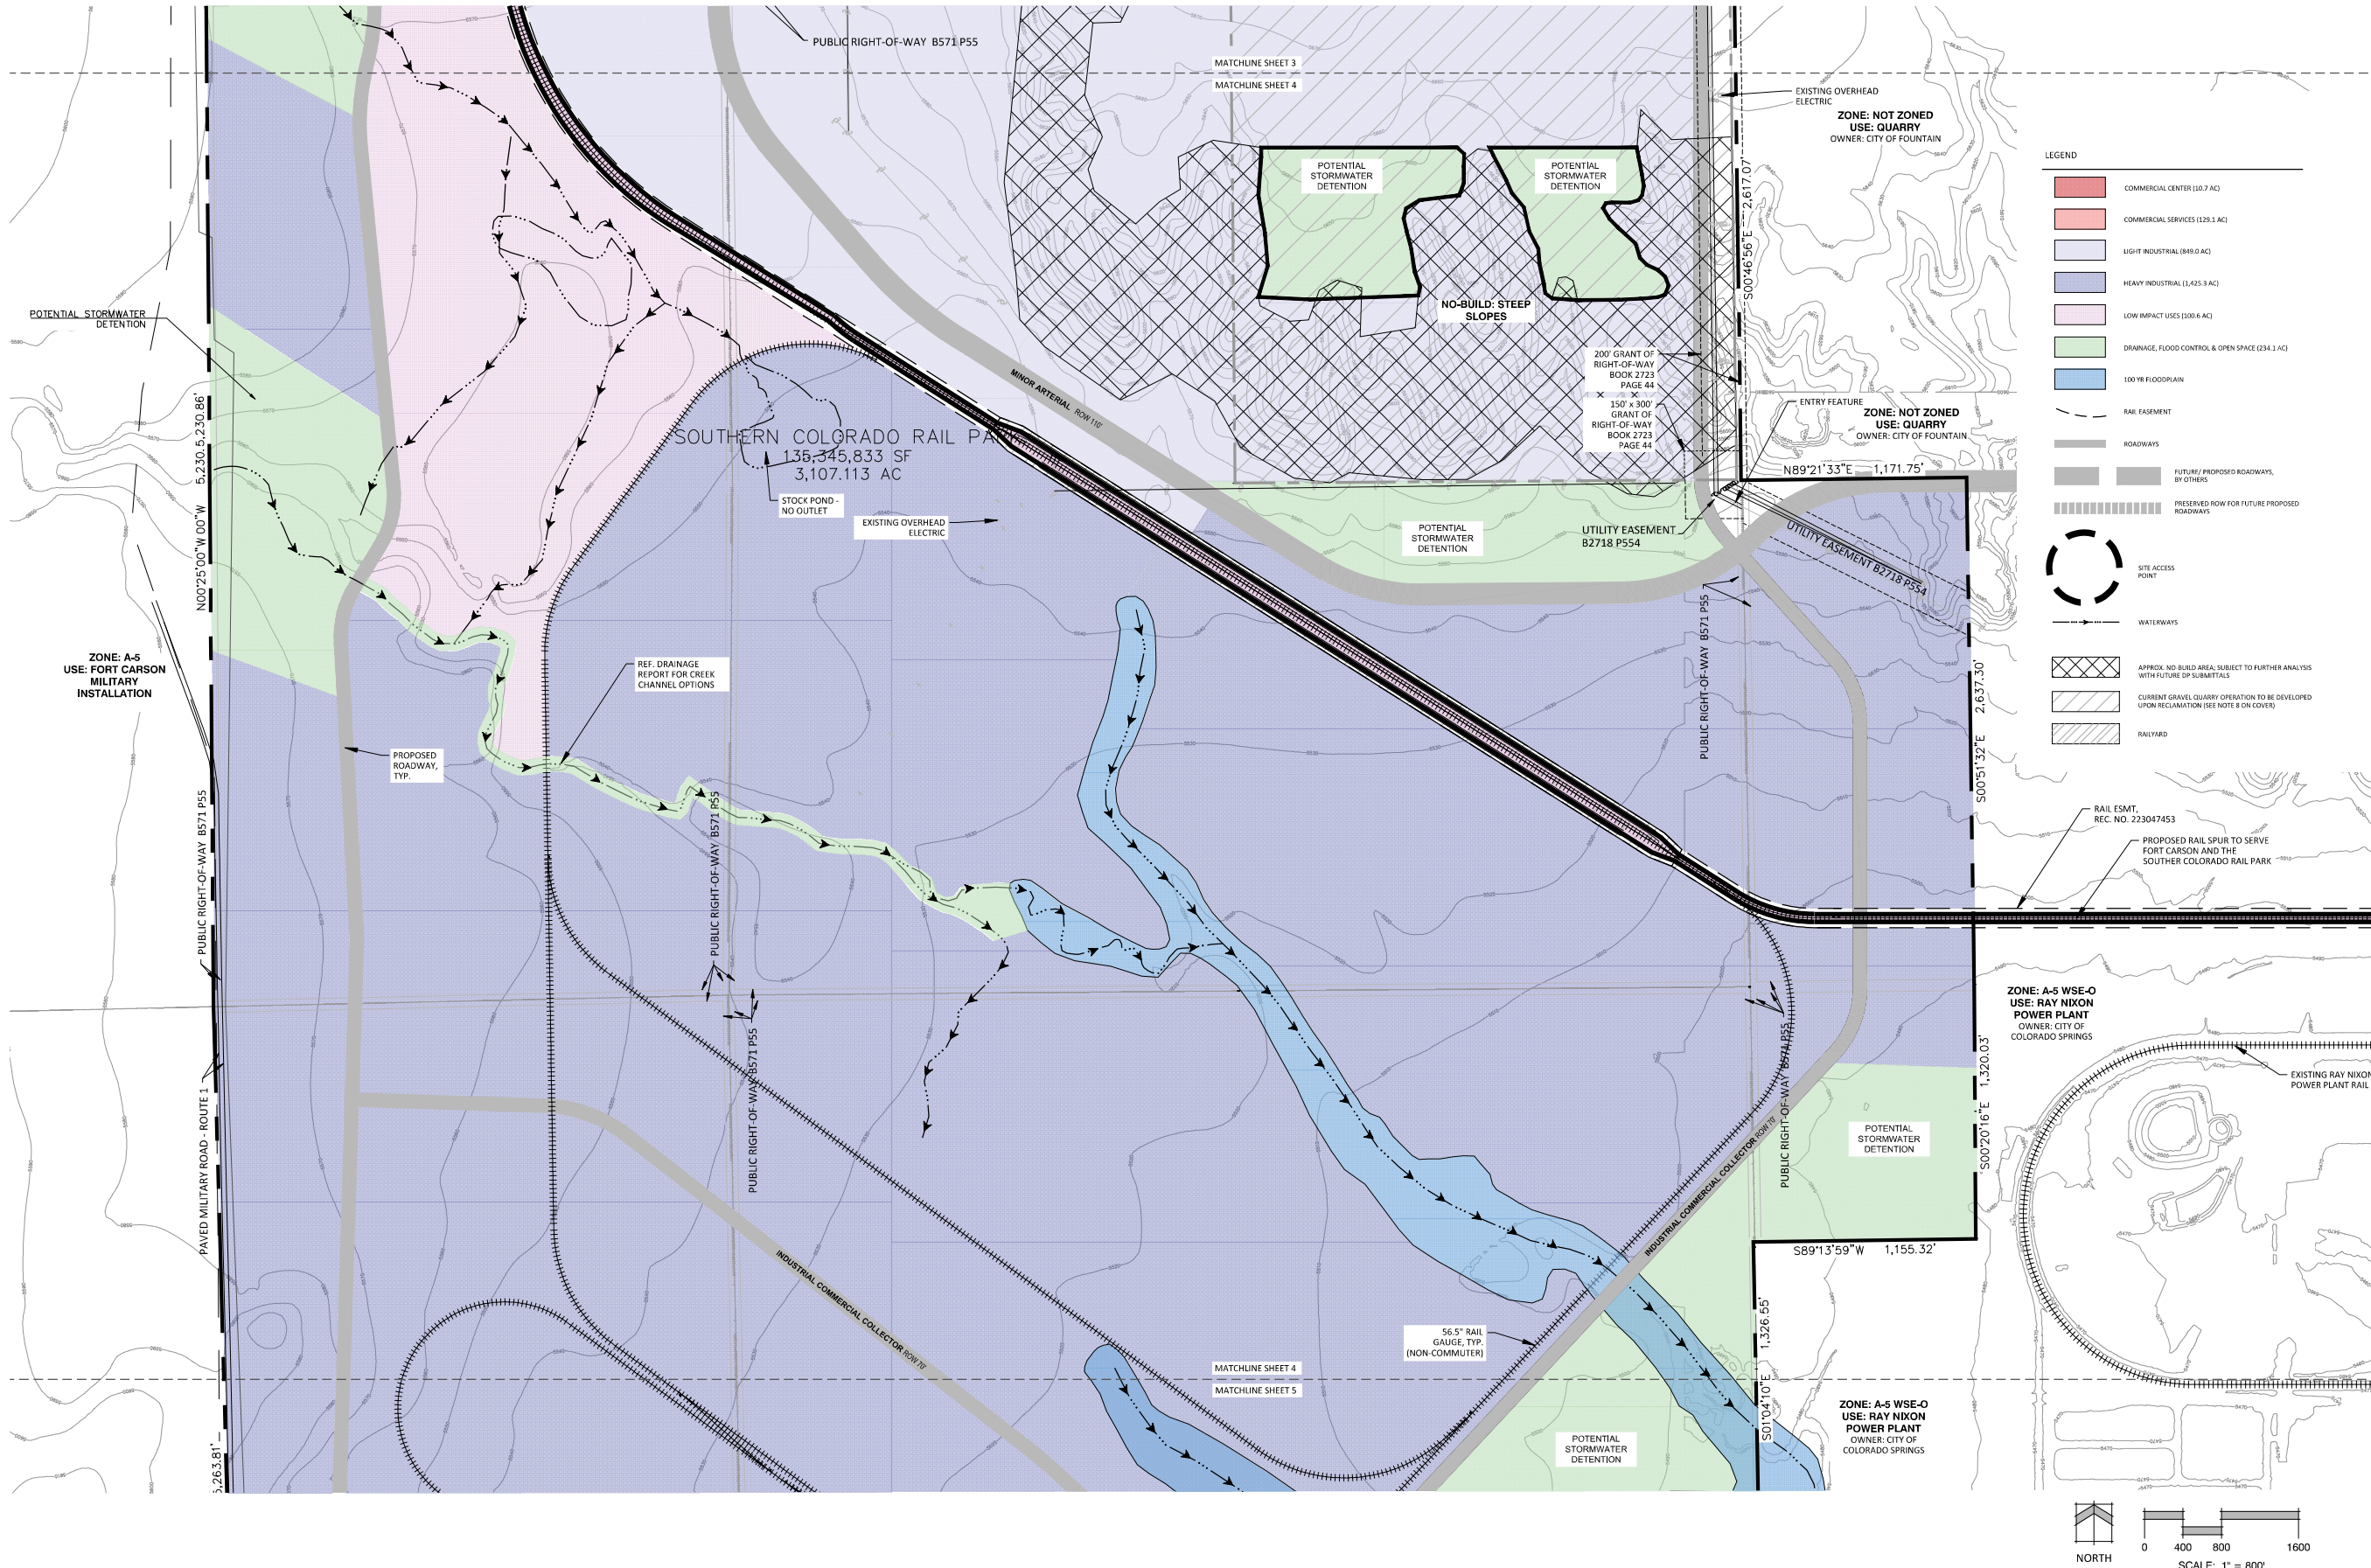 PUBLIC RIGHT-OF-WAY B571 P55
MATCHLINE SHEET 3
MATCHLINE SHEET 4
EXISTING OVERHEAD
ELECTRIC
ZONE: NOT ZONED
USE: QUARRY
OWNER: CITY OF FOUNTAIN
POTENTIAL
STORMWATER
DETENTION
POTENTIAL
STORMWATER
DETENTION
S00°46'56"E 2,617.07'
NO-BUILD: STEEP
SLOPES
POTENTIAL STORMWATER
DETENTION
MINOR ARTERIAL ROW 110'
200' GRANT OF
RIGHT-OF-WAY
BOOK 2723
PAGE 44
150' x 300'
GRANT OF
RIGHT-OF-WAY
BOOK 2723
PAGE 44
ENTRY FEATURE
ZONE: NOT ZONED
USE: QUARRY
OWNER: CITY OF FOUNTAIN
N89°21'33"E 1,171.75'
SOUTHERN COLORADO RAIL PARK
135,345,833 SF
3,107.113 AC
STOCK POND -
NO OUTLET
EXISTING OVERHEAD
ELECTRIC
POTENTIAL
STORMWATER
DETENTION
UTILITY EASEMENT
B2718 P554
UTILITY EASEMENT B2718 P554
N00°25'00"W 5,230.86'
ZONE: A-5
USE: FORT CARSON
MILITARY
INSTALLATION
REF. DRAINAGE
REPORT FOR CREEK
CHANNEL OPTIONS
PROPOSED
ROADWAY,
TYP.
PUBLIC RIGHT-OF-WAY B571 P55
PUBLIC RIGHT-OF-WAY B571 P55
PUBLIC RIGHT-OF-WAY B571 P55
PUBLIC RIGHT-OF-WAY B571 P55
PUBLIC RIGHT-OF-WAY B571 P55
S00°51'32"E 2,637.30'
RAIL ESMT,
REC. NO. 223047453
PROPOSED RAIL SPUR TO SERVE
FORT CARSON AND THE
SOUTHER COLORADO RAIL PARK
ZONE: A-5 WSE-O
USE: RAY NIXON
POWER PLANT
OWNER: CITY OF
COLORADO SPRINGS
EXISTING RAY NIXON
POWER PLANT RAIL
S00°20'16"E 1,320.03'
POTENTIAL
STORMWATER
DETENTION
PAVED MILITARY ROAD - ROUTE 1
INDUSTRIAL COMMERCIAL COLLECTOR ROW 70'
INDUSTRIAL COMMERCIAL COLLECTOR ROW 70'
S89°13'59"W 1,155.32'
56.5" RAIL
GAUGE, TYP.
(NON-COMMUTER)
S01°04'10"E 1,326.65'
MATCHLINE SHEET 4
MATCHLINE SHEET 5
ZONE: A-5 WSE-O
USE: RAY NIXON
POWER PLANT
OWNER: CITY OF
COLORADO SPRINGS
POTENTIAL
STORMWATER
DETENTION
5,263.81'
LEGEND
COMMERCIAL CENTER (10.7 AC)
COMMERCIAL SERVICES (129.1 AC)
LIGHT INDUSTRIAL (849.0 AC)
HEAVY INDUSTRIAL (1,425.3 AC)
LOW IMPACT USES (100.6 AC)
DRAINAGE, FLOOD CONTROL & OPEN SPACE (234.1 AC)
100 YR FLOODPLAIN
RAIL EASEMENT
ROADWAYS
FUTURE/ PROPOSED ROADWAYS,
BY OTHERS
PRESERVED ROW FOR FUTURE PROPOSED
ROADWAYS
SITE ACCESS
POINT
WATERWAYS
APPROX. NO-BUILD AREA; SUBJECT TO FURTHER ANALYSIS
WITH FUTURE DP SUBMITTALS
CURRENT GRAVEL QUARRY OPERATION TO BE DEVELOPED
UPON RECLAMATION (SEE NOTE 8 ON COVER)
RAILYARD
NORTH
0 400 800 1600
SCALE: 1" = 800'